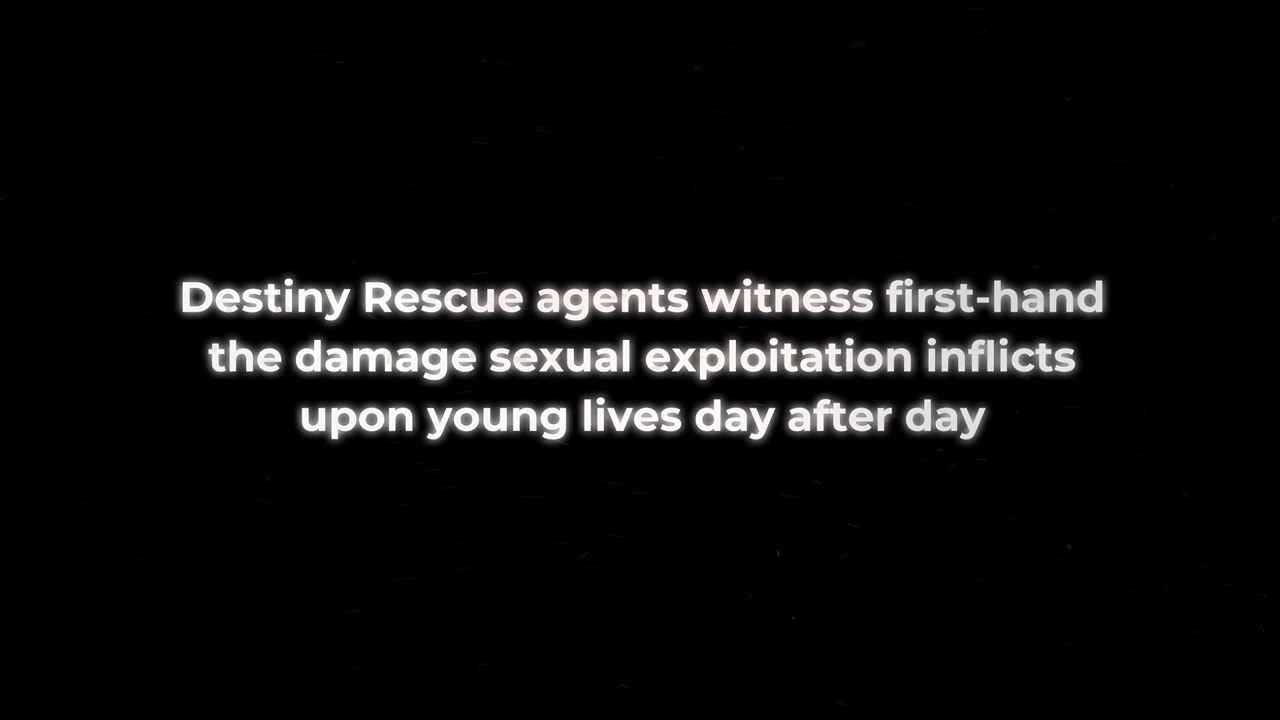 Destiny Rescue agents witness first-hand
the damage sexual exploitation inflicts
upon young lives day after day